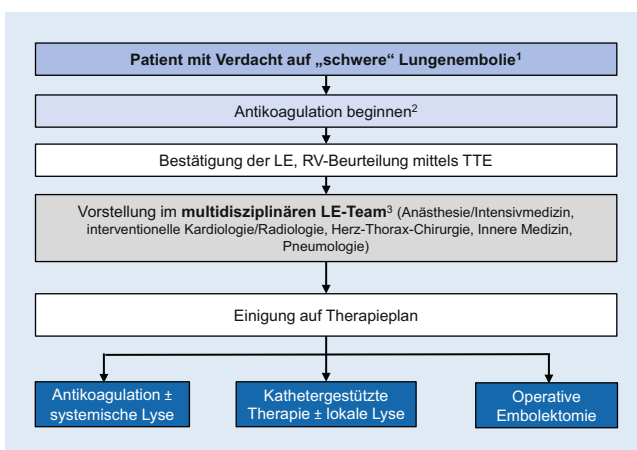 Patient mit Verdacht auf „schwere“ Lungenembolie¹
Antikoagulation beginnen²
Bestätigung der LE, RV-Beurteilung mittels TTE
Vorstellung im multidisziplinären LE-Team³ (Anästhesie/Intensivmedizin,
interventionelle Kardiologie/Radiologie, Herz-Thorax-Chirurgie, Innere Medizin,
Pneumologie)
Einigung auf Therapieplan
Antikoagulation ±
systemische Lyse
Kathetergestützte
Therapie ± lokale Lyse
Operative
Embolektomie